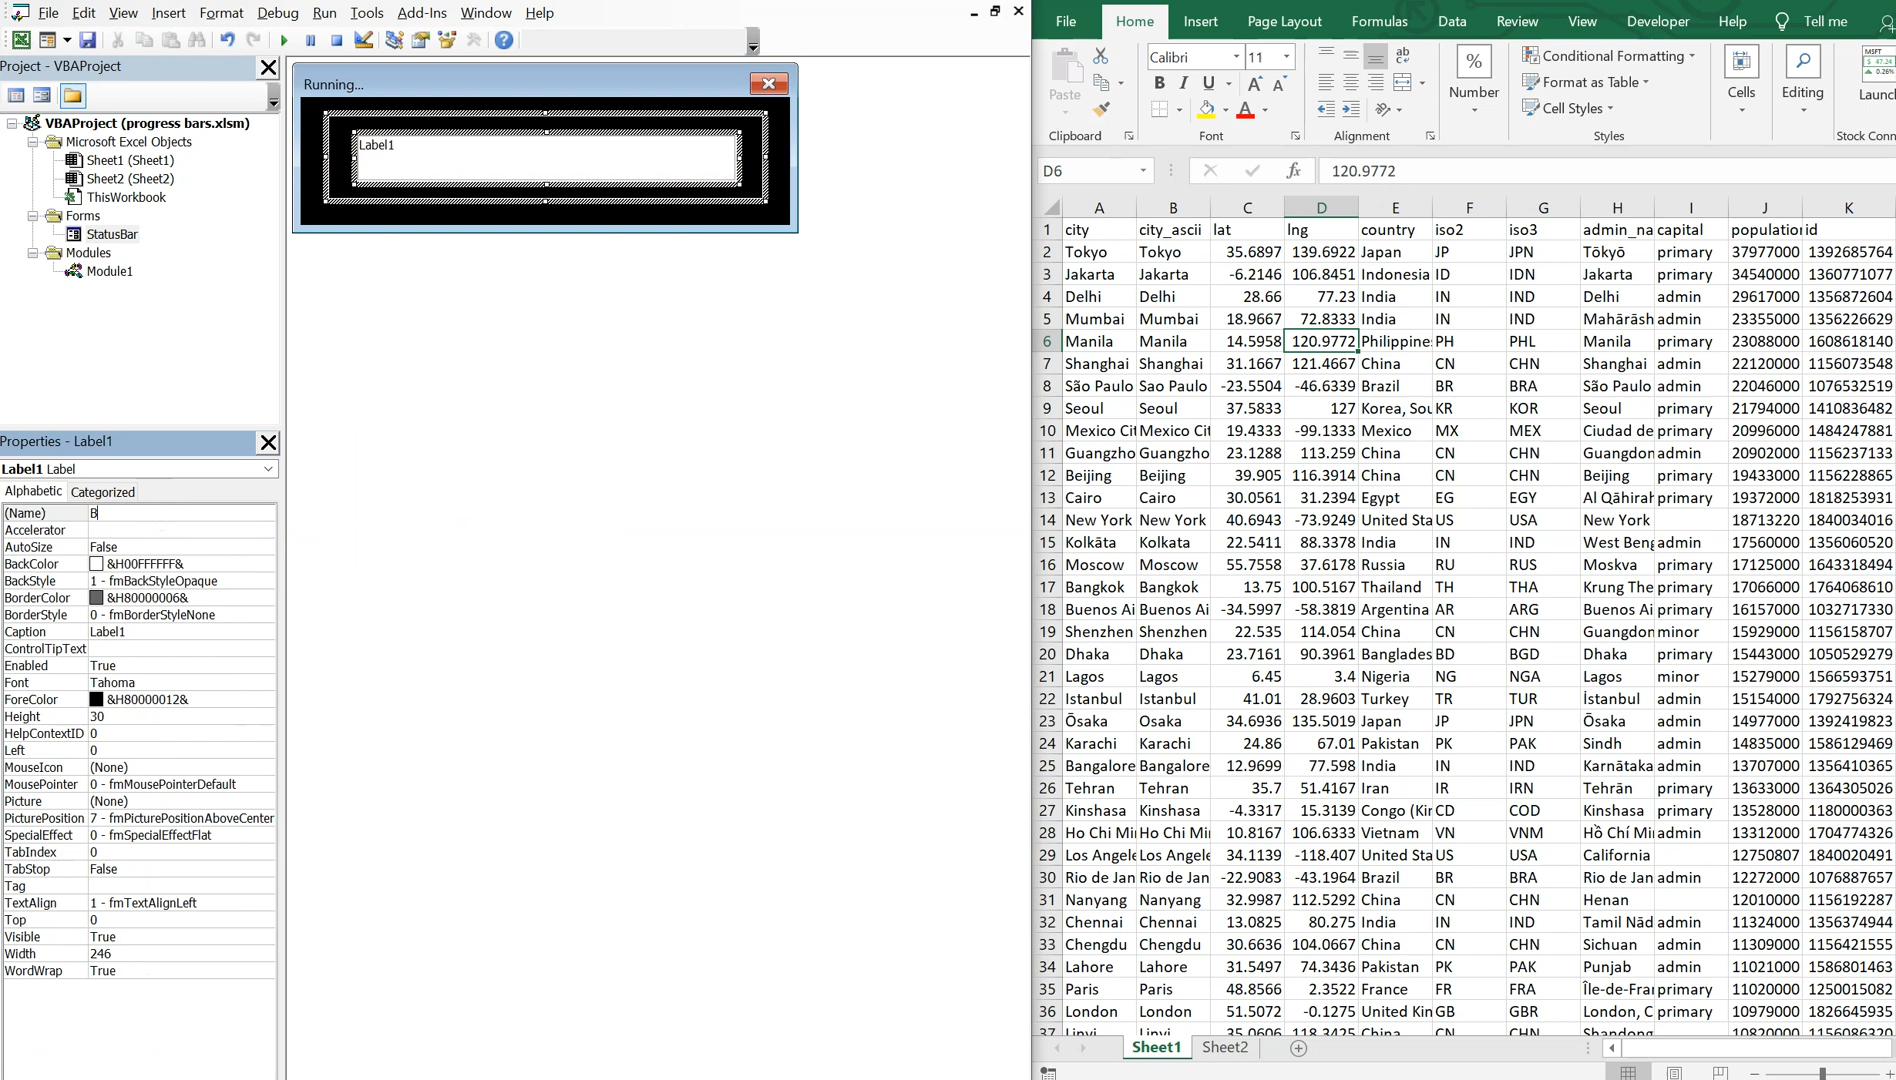 File Edit View Insert Format Debug Run Tools Add-Ins Window Help
Project - VBAProject
VBAProject (progress bars.xlsm)
Microsoft Excel Objects
Sheet1 (Sheet1)
Sheet2 (Sheet2)
ThisWorkbook
Forms
StatusBar
Modules
Module1
Properties - Label1
Label1 Label
Alphabetic Categorized
(Name) B
Accelerator
AutoSize False
BackColor &H00FFFFFF&
BackStyle 1 - fmBackStyleOpaque
BorderColor &H80000006&
BorderStyle 0 - fmBorderStyleNone
Caption Label1
ControlTipText
Enabled True
Font Tahoma
ForeColor &H80000012&
Height 30
HelpContextID 0
Left 0
MouseIcon (None)
MousePointer 0 - fmMousePointerDefault
Picture (None)
PicturePosition 7 - fmPicturePositionAboveCenter
SpecialEffect 0 - fmSpecialEffectFlat
TabIndex 0
TabStop False
Tag
TextAlign 1 - fmTextAlignLeft
Top 0
Visible True
Width 246
WordWrap True
Running...
Label1
File Home Insert Page Layout Formulas Data Review View Developer Help Tell me
Paste
Calibri 11
B I U
Number
Conditional Formatting
Format as Table
Cell Styles
Cells
Editing
MSFT
47.24
0.26%
Launch
Clipboard Font Alignment Styles Stock Conn
D6 fx 120.9772
A B C D E F G H I J K
1 city city_ascii lat lng country iso2 iso3 admin_na capital population id
2 Tokyo Tokyo 35.6897 139.6922 Japan JP JPN Tōkyō primary 37977000 1392685764
3 Jakarta Jakarta -6.2146 106.8451 Indonesia ID IDN Jakarta primary 34540000 1360771077
4 Delhi Delhi 28.66 77.23 India IN IND Delhi admin 29617000 1356872604
5 Mumbai Mumbai 18.9667 72.8333 India IN IND Mahārāsh admin 23355000 1356226629
6 Manila Manila 14.5958 120.9772 Philippine PH PHL Manila primary 23088000 1608618140
7 Shanghai Shanghai 31.1667 121.4667 China CN CHN Shanghai admin 22120000 1156073548
8 São Paulo Sao Paulo -23.5504 -46.6339 Brazil BR BRA São Paulo admin 22046000 1076532519
9 Seoul Seoul 37.5833 127 Korea, Sou KR KOR Seoul primary 21794000 1410836482
10 Mexico Cit Mexico Cit 19.4333 -99.1333 Mexico MX MEX Ciudad de primary 20996000 1484247881
11 Guangzho Guangzho 23.1288 113.259 China CN CHN Guangdon admin 20902000 1156237133
12 Beijing Beijing 39.905 116.3914 China CN CHN Beijing primary 19433000 1156228865
13 Cairo Cairo 30.0561 31.2394 Egypt EG EGY Al Qāhirah primary 19372000 1818253931
14 New York New York 40.6943 -73.9249 United Sta US USA New York 18713220 1840034016
15 Kolkāta Kolkata 22.5411 88.3378 India IN IND West Beng admin 17560000 1356060520
16 Moscow Moscow 55.7558 37.6178 Russia RU RUS Moskva primary 17125000 1643318494
17 Bangkok Bangkok 13.75 100.5167 Thailand TH THA Krung The primary 17066000 1764068610
18 Buenos Ai Buenos Ai -34.5997 -58.3819 Argentina AR ARG Buenos Ai primary 16157000 1032717330
19 Shenzhen Shenzhen 22.535 114.054 China CN CHN Guangdon minor 15929000 1156158707
20 Dhaka Dhaka 23.7161 90.3961 Banglades BD BGD Dhaka primary 15443000 1050529279
21 Lagos Lagos 6.45 3.4 Nigeria NG NGA Lagos minor 15279000 1566593751
22 Istanbul Istanbul 41.01 28.9603 Turkey TR TUR İstanbul admin 15154000 1792756324
23 Ōsaka Osaka 34.6936 135.5019 Japan JP JPN Ōsaka admin 14977000 1392419823
24 Karachi Karachi 24.86 67.01 Pakistan PK PAK Sindh admin 14835000 1586129469
25 Bangalore Bangalore 12.9699 77.598 India IN IND Karnātaka admin 13707000 1356410365
26 Tehran Tehran 35.7 51.4167 Iran IR IRN Tehrān primary 13633000 1364305026
27 Kinshasa Kinshasa -4.3317 15.3139 Congo (Kin CD COD Kinshasa primary 13528000 1180000363
28 Ho Chi Min Ho Chi Min 10.8167 106.6333 Vietnam VN VNM Hồ Chí Mi admin 13312000 1704774326
29 Los Angele Los Angele 34.1139 -118.407 United Sta US USA California 12750807 1840020491
30 Rio de Jan Rio de Jan -22.9083 -43.1964 Brazil BR BRA Rio de Jan admin 12272000 1076887657
31 Nanyang Nanyang 32.9987 112.5292 China CN CHN Henan 12010000 1156192287
32 Chennai Chennai 13.0825 80.275 India IN IND Tamil Nād admin 11324000 1356374944
33 Chengdu Chengdu 30.6636 104.0667 China CN CHN Sichuan admin 11309000 1156421555
34 Lahore Lahore 31.5497 74.3436 Pakistan PK PAK Punjab admin 11021000 1586801463
35 Paris Paris 48.8566 2.3522 France FR FRA Île-de-Fra primary 11020000 1250015082
36 London London 51.5072 -0.1275 United Kin GB GBR London, C primary 10979000 1826645935
37 Linyi Linyi 35.0606 118.3425 China CN CHN Shandong 10820000 1156086320
Sheet1 Sheet2